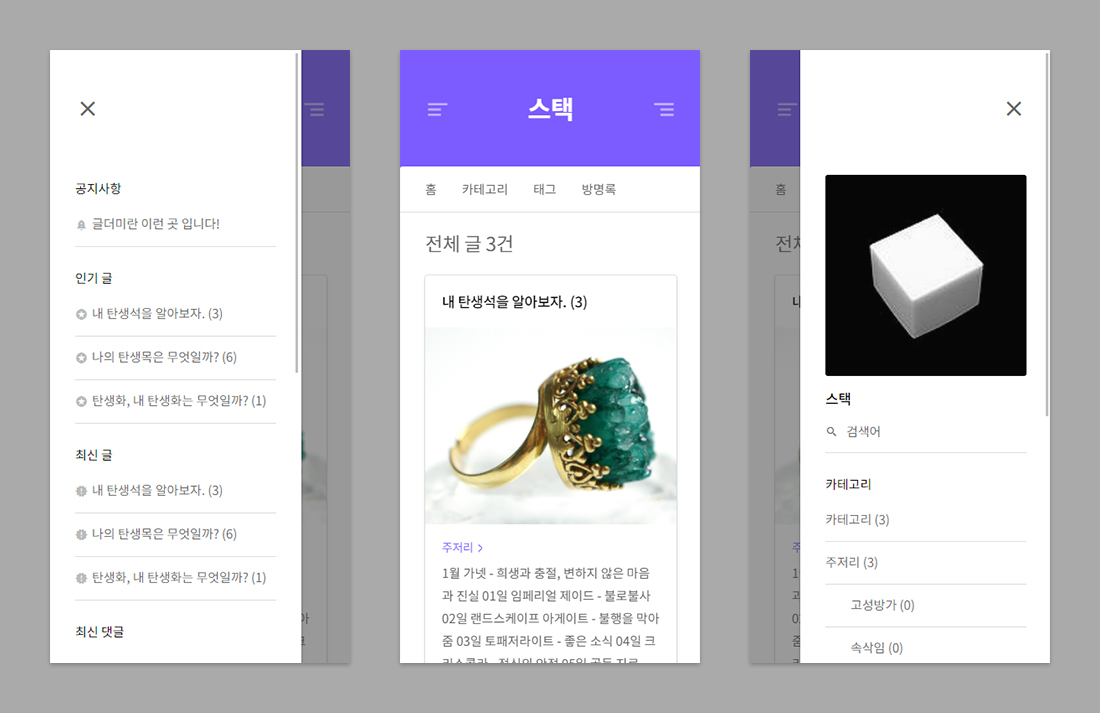 공지사항
글더미란 이런 곳 입니다!
인기 글
내 탄생석을 알아보자. (3)
나의 탄생목은 무엇일까? (6)
탄생화, 내 탄생화는 무엇일까? (1)
최신 글
내 탄생석을 알아보자. (3)
나의 탄생목은 무엇일까? (6)
탄생화, 내 탄생화는 무엇일까? (1)
최신 댓글
스택
홈 카테고리 태그 방명록
전체 글 3건
내 탄생석을 알아보자. (3)
주저리
1월 가넷 - 희생과 충절, 변하지 않은 마음
과 진실 01일 임페리얼 제이드 - 불로불사
02일 랜드스케이프 아게이트 - 불행을 막아
줌 03일 토패저라이트 - 좋은 소식 04일 크
홈
전체
내
주
스택
검색어
카테고리
카테고리 (3)
주저리 (3)
고성방가 (0)
속삭임 (0)